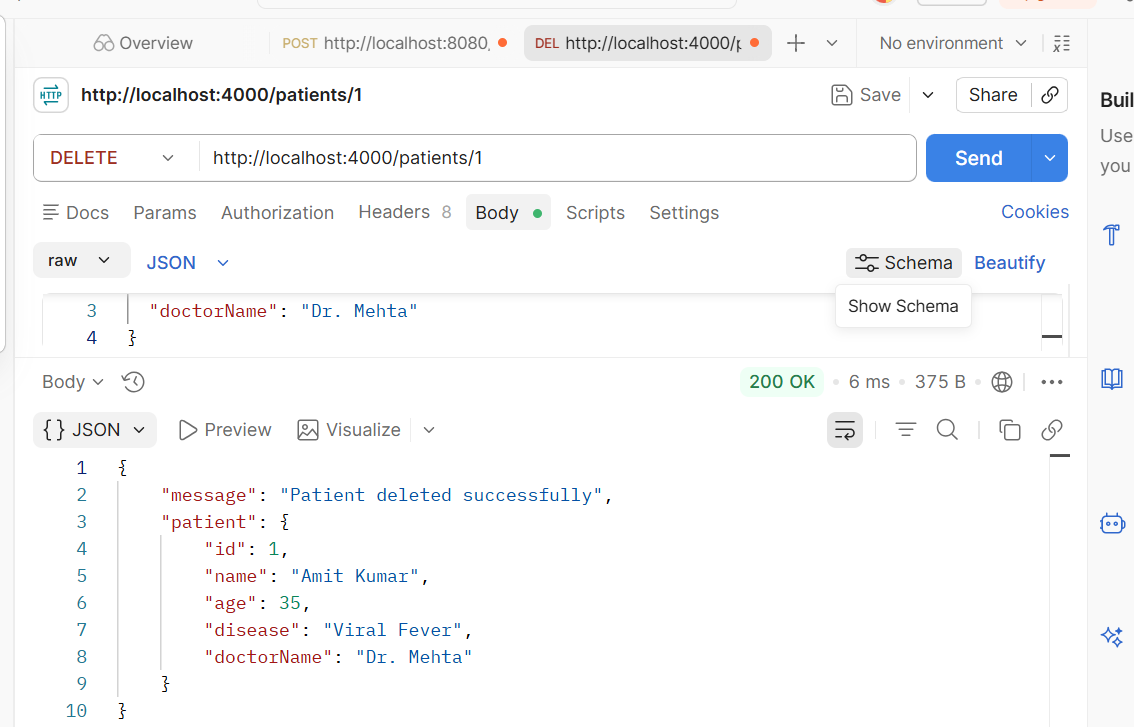 Overview POST http://localhost:8080, DEL http://localhost:4000/p No environment
HTTP http://localhost:4000/patients/1 Save Share
Buil
DELETE http://localhost:4000/patients/1 Send
Use
you
Docs Params Authorization Headers 8 Body Scripts Settings Cookies
raw JSON Schema Beautify
Show Schema
3 "doctorName": "Dr. Mehta"
4 }
Body 200 OK 6 ms 375 B
{} JSON Preview Visualize
1 {
2 "message": "Patient deleted successfully",
3 "patient": {
4 "id": 1,
5 "name": "Amit Kumar",
6 "age": 35,
7 "disease": "Viral Fever",
8 "doctorName": "Dr. Mehta"
9 }
10 }